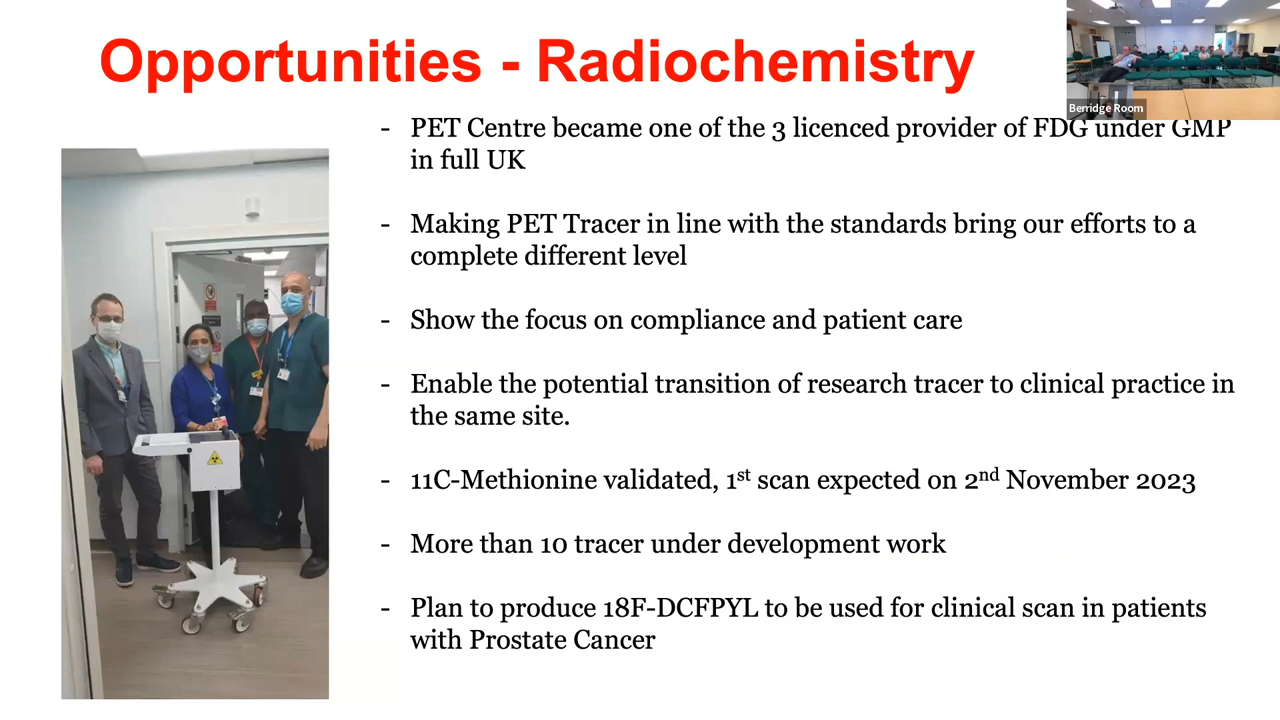 Opportunities - Radiochemistry
Berridge Room
- PET Centre became one of the 3 licenced provider of FDG under GMP
in full UK
- Making PET Tracer in line with the standards bring our efforts to a
complete different level
- Show the focus on compliance and patient care
- Enable the potential transition of research tracer to clinical practice in
the same site.
- 11C-Methionine validated, 1st scan expected on 2nd November 2023
- More than 10 tracer under development work
- Plan to produce 18F-DCFPYL to be used for clinical scan in patients
with Prostate Cancer